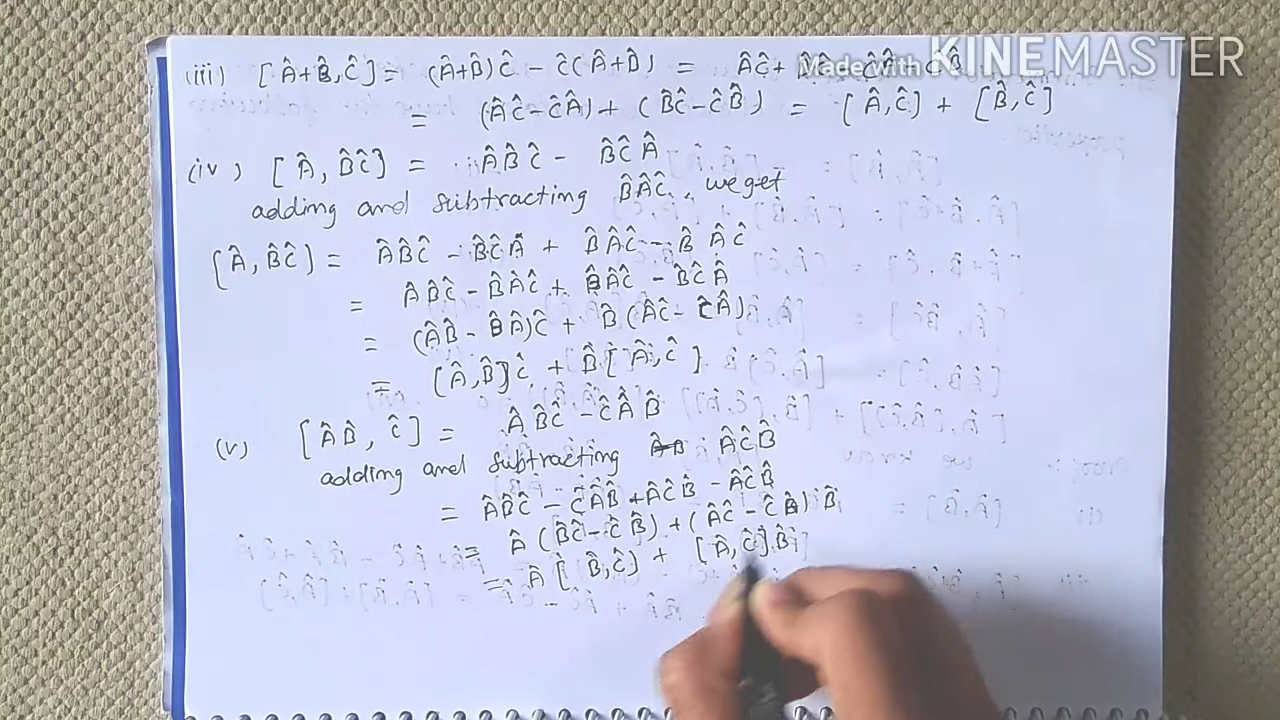 Made with KINEMASTER
(iii) [Â+B̂,Ĉ] = (Â+B̂)Ĉ - Ĉ(Â+B̂) = ÂĈ+
= (ÂĈ-ĈÂ)+(B̂Ĉ-ĈB̂) = [Â,Ĉ] + [B̂,Ĉ]
(iv) [Â, B̂Ĉ] = ÂB̂Ĉ - B̂ĈÂ
adding and subtracting B̂ÂĈ, we get
[Â, B̂Ĉ] = ÂB̂Ĉ - B̂ĈÂ + B̂ÂĈ - B̂ÂĈ
= ÂB̂Ĉ - B̂ÂĈ + B̂ÂĈ - B̂ĈÂ
= (ÂB̂ - B̂Â)Ĉ + B̂(ÂĈ - ĈÂ)
= [Â,B̂]Ĉ + B̂[Â,Ĉ]
(v) [ÂB̂, Ĉ] = ÂB̂Ĉ - ĈÂB̂
adding and subtracting ÂĈB̂
= ÂB̂Ĉ - ĈÂB̂ + ÂĈB̂ - ÂĈB̂
= Â(B̂Ĉ-ĈB̂) + (ÂĈ - ĈÂ)B̂
= Â[B̂,Ĉ] + [Â,Ĉ]B̂